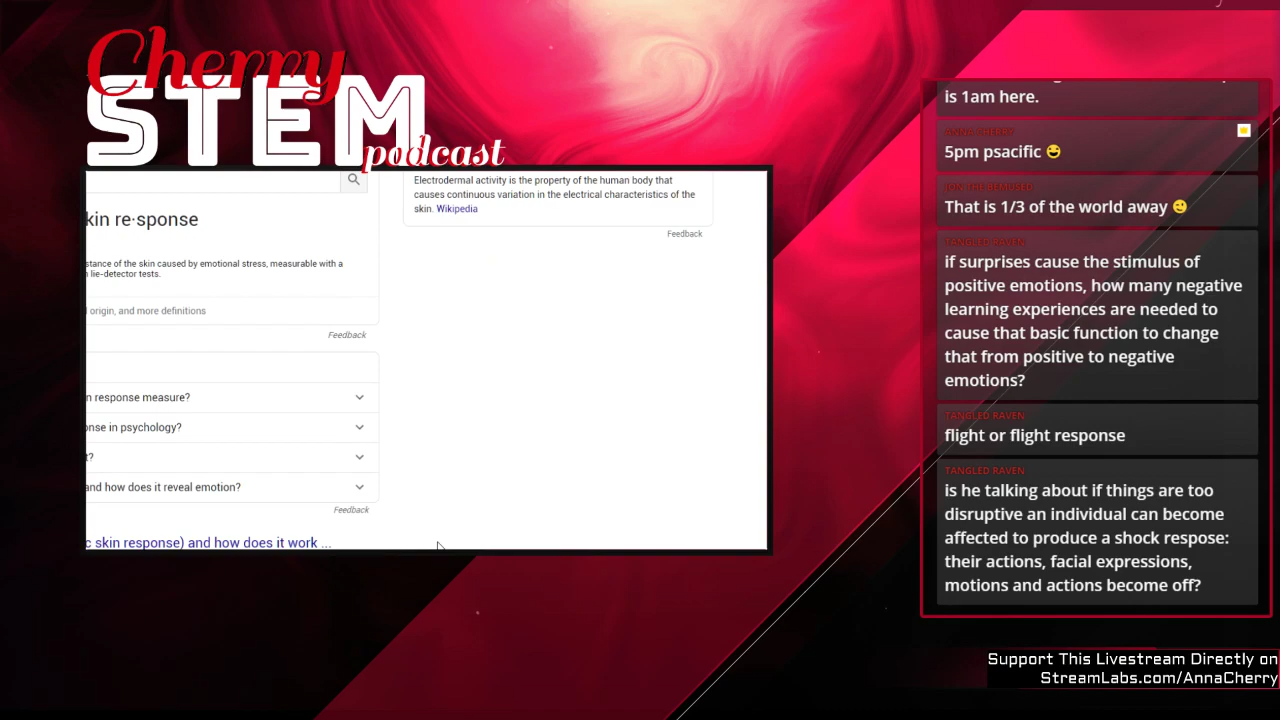 Cherry
STEM
podcast
Electrodermal activity is the property of the human body that
causes continuous variation in the electrical characteristics of the
skin. Wikipedia
Feedback
kin re·sponse
stance of the skin caused by emotional stress, measurable with a
n lie-detector tests.
origin, and more definitions
Feedback
n response measure?
onse in psychology?
t?
and how does it reveal emotion?
Feedback
c skin response) and how does it work ...
is 1am here.
ANNA CHERRY
5pm psacific 😄
ION THE BEMUSED
That is 1/3 of the world away 😉
TANGLED RAVEN
if surprises cause the stimulus of
positive emotions, how many negative
learning experiences are needed to
cause that basic function to change
that from positive to negative
emotions?
TANGLED RAVEN
flight or flight response
TANGLED RAVEN
is he talking about if things are too
disruptive an individual can become
affected to produce a shock respose:
their actions, facial expressions,
motions and actions become off?
Support This Livestream Directly on
StreamLabs.com/AnnaCherry